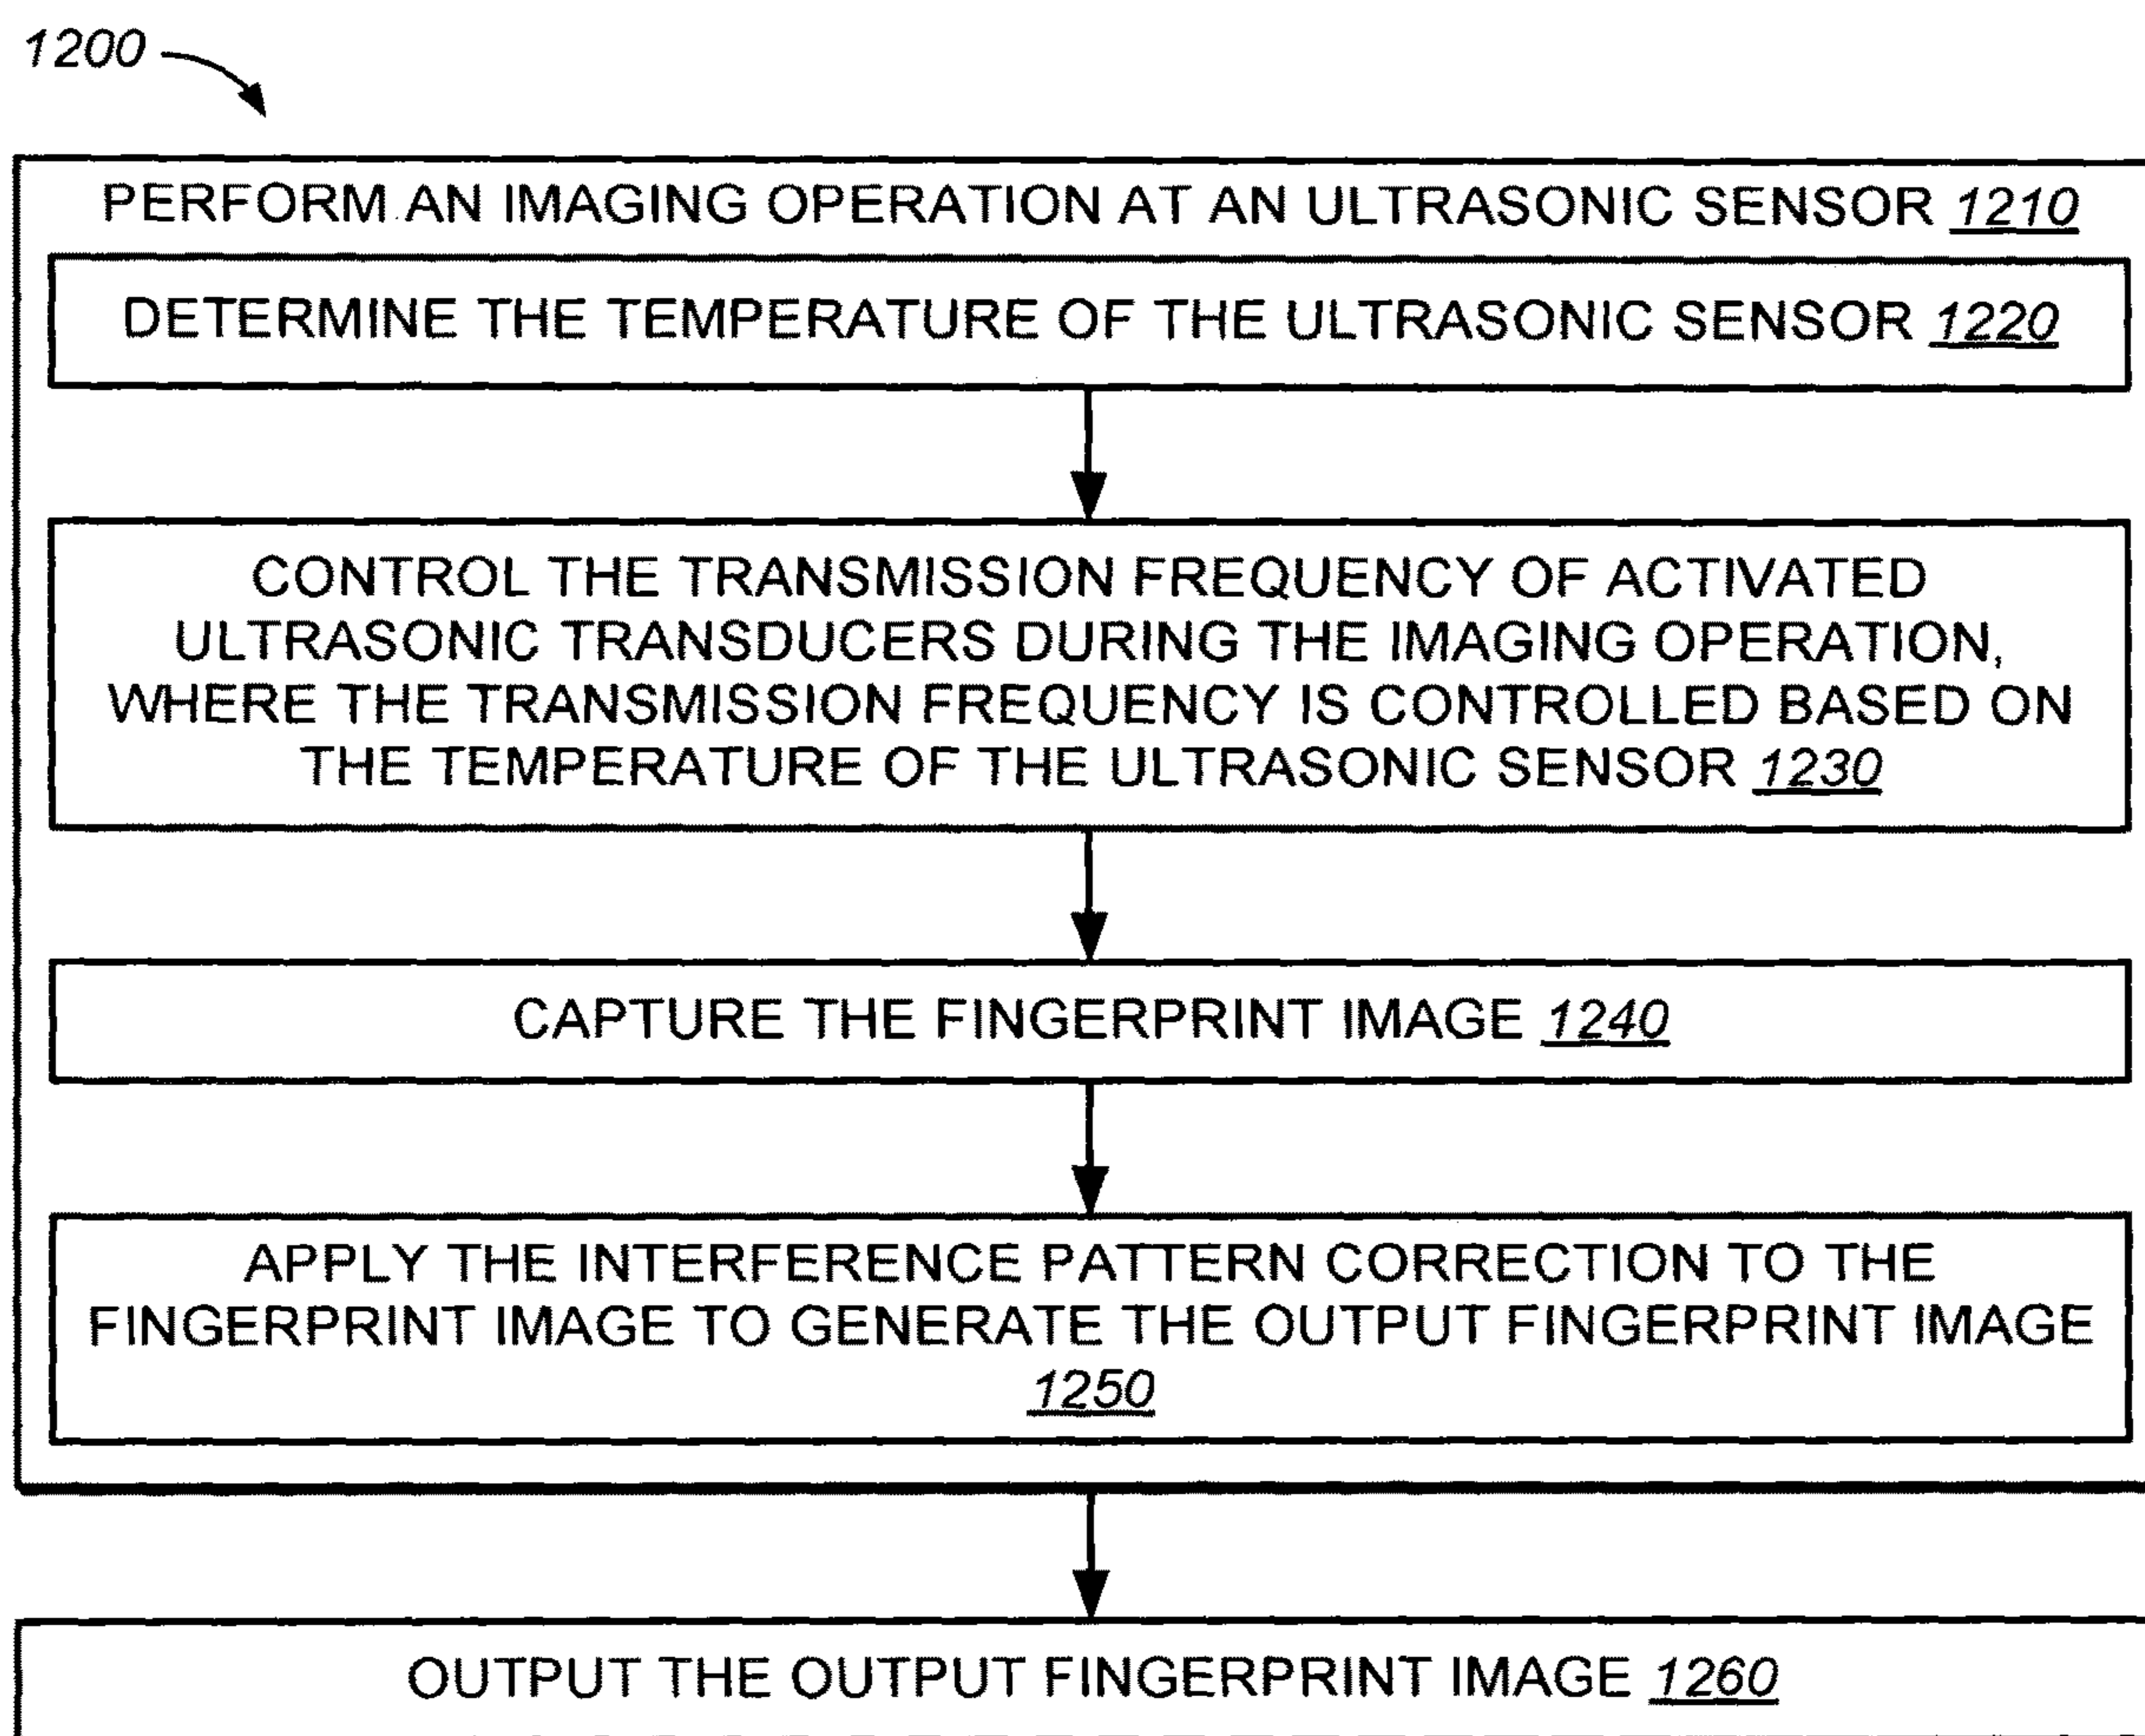 1200
PERFORM AN IMAGING OPERATION AT AN ULTRASONIC SENSOR 1210
DETERMINE THE TEMPERATURE OF THE ULTRASONIC SENSOR 1220
CONTROL THE TRANSMISSION FREQUENCY OF ACTIVATED
ULTRASONIC TRANSDUCERS DURING THE IMAGING OPERATION,
WHERE THE TRANSMISSION FREQUENCY IS CONTROLLED BASED ON
THE TEMPERATURE OF THE ULTRASONIC SENSOR 1230
CAPTURE THE FINGERPRINT IMAGE 1240
APPLY THE INTERFERENCE PATTERN CORRECTION TO THE
FINGERPRINT IMAGE TO GENERATE THE OUTPUT FINGERPRINT IMAGE
1250
OUTPUT THE OUTPUT FINGERPRINT IMAGE 1260